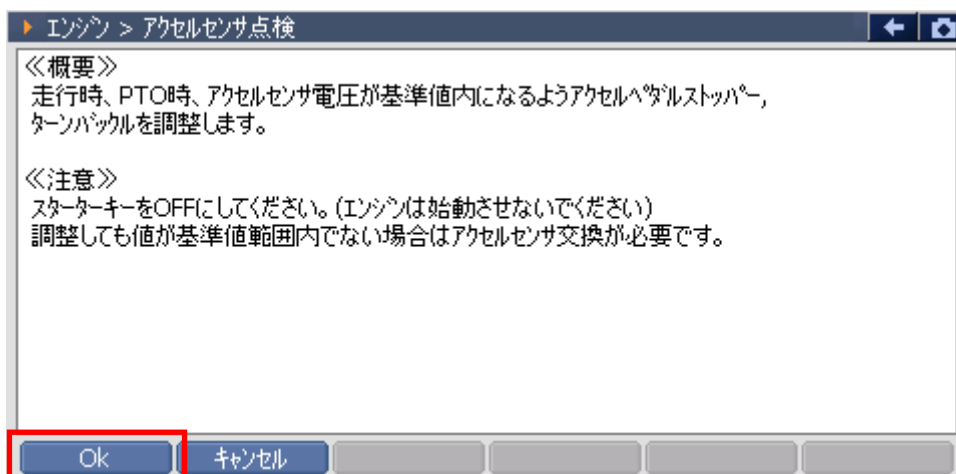 エンジン > アクセルセンサ点検
≪概要≫
走行時、PTO時、アクセルセンサ電圧が基準値内になるようアクセルペダルストッパー,
ターンバックルを調整します。
≪注意≫
スターターキーをOFFにしてください。(エンジンは始動させないでください)
調整しても値が基準値範囲内でない場合はアクセルセンサ交換が必要です。
Ok
キャンセル